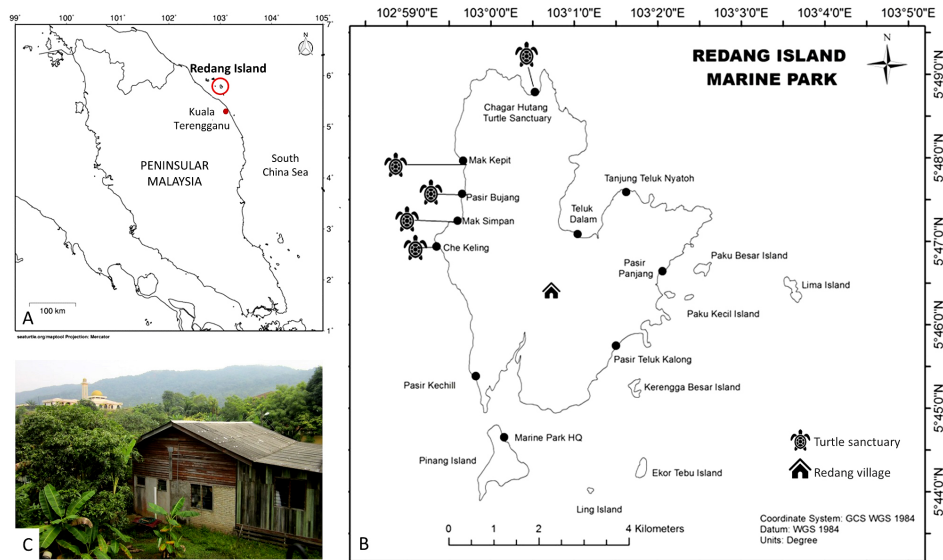 99˚
100˚
101˚
102˚
103˚
104˚
105˚
7˚
6˚
5˚
4˚
3˚
2˚
1˚
N
Redang Island
Kuala
Terengganu
PENINSULAR
MALAYSIA
South
China Sea
100 km
A
seaturtle.org/maptool Projection: Mercator
C
102°59'0"E
103°0'0"E
103°1'0"E
103°2'0"E
103°3'0"E
103°5'0"E
5°49'0"N
5°48'0"N
5°47'0"N
5°46'0"N
5°45'0"N
5°44'0"N
REDANG ISLAND
MARINE PARK
N
Chagar Hutang
Turtle Sanctuary
Mak Kepit
Pasir Bujang
Mak Simpan
Che Keling
Tanjung Teluk Nyatoh
Teluk
Dalam
Pasir
Panjang
Paku Besar Island
Lima Island
Paku Kecil Island
Pasir Teluk Kalong
Kerengga Besar Island
Pasir Kechill
Marine Park HQ
Pinang Island
Ekor Tebu Island
Ling Island
Turtle sanctuary
Redang village
0 1 2 4 Kilometers
Coordinate System: GCS WGS 1984
Datum: WGS 1984
Units: Degree
B